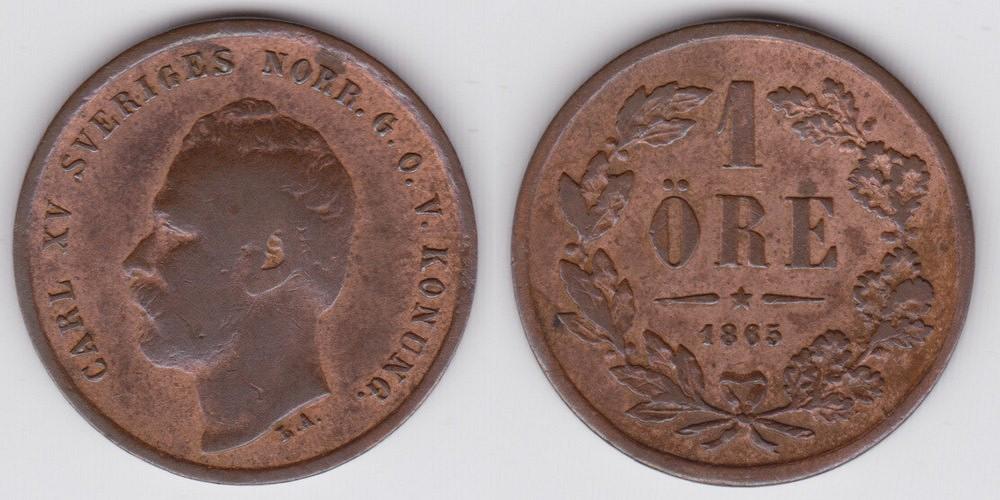 CARL XV SVERIGES NORR. G. O. V. KONUNG.
L.A.
1
ÖRE
1865